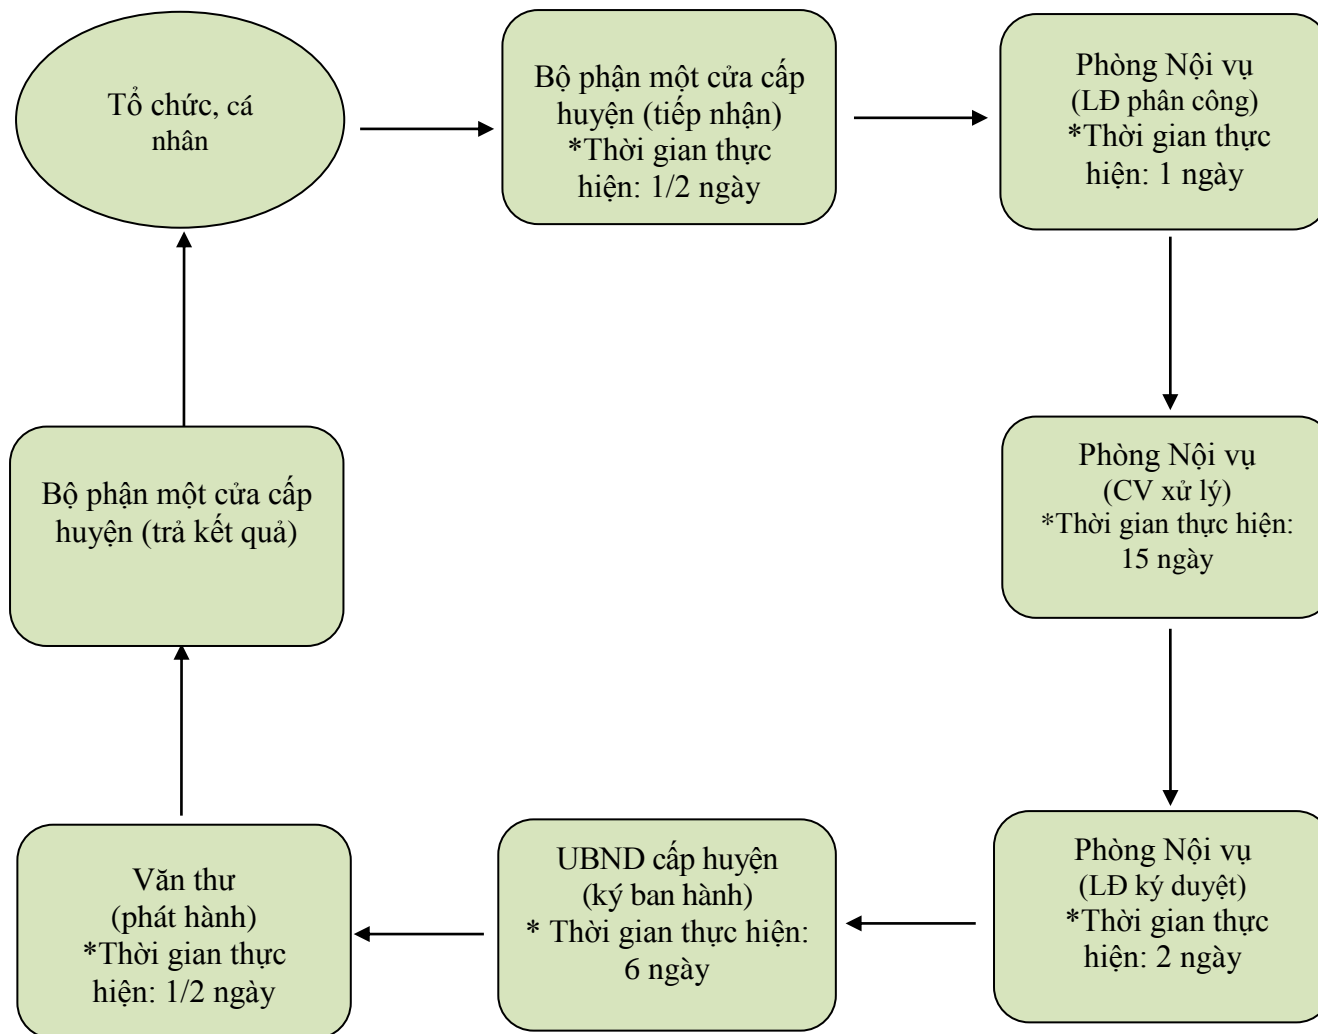 Tổ chức, cá
nhân
Bộ phận một cửa cấp
huyện (tiếp nhận)
*Thời gian thực
hiện: 1/2 ngày
Phòng Nội vụ
(LĐ phân công)
*Thời gian thực
hiện: 1 ngày
Phòng Nội vụ
(CV xử lý)
*Thời gian thực hiện:
15 ngày
Phòng Nội vụ
(LĐ ký duyệt)
*Thời gian thực
hiện: 2 ngày
UBND cấp huyện
(ký ban hành)
* Thời gian thực hiện:
6 ngày
Văn thư
(phát hành)
*Thời gian thực
hiện: 1/2 ngày
Bộ phận một cửa cấp
huyện (trả kết quả)